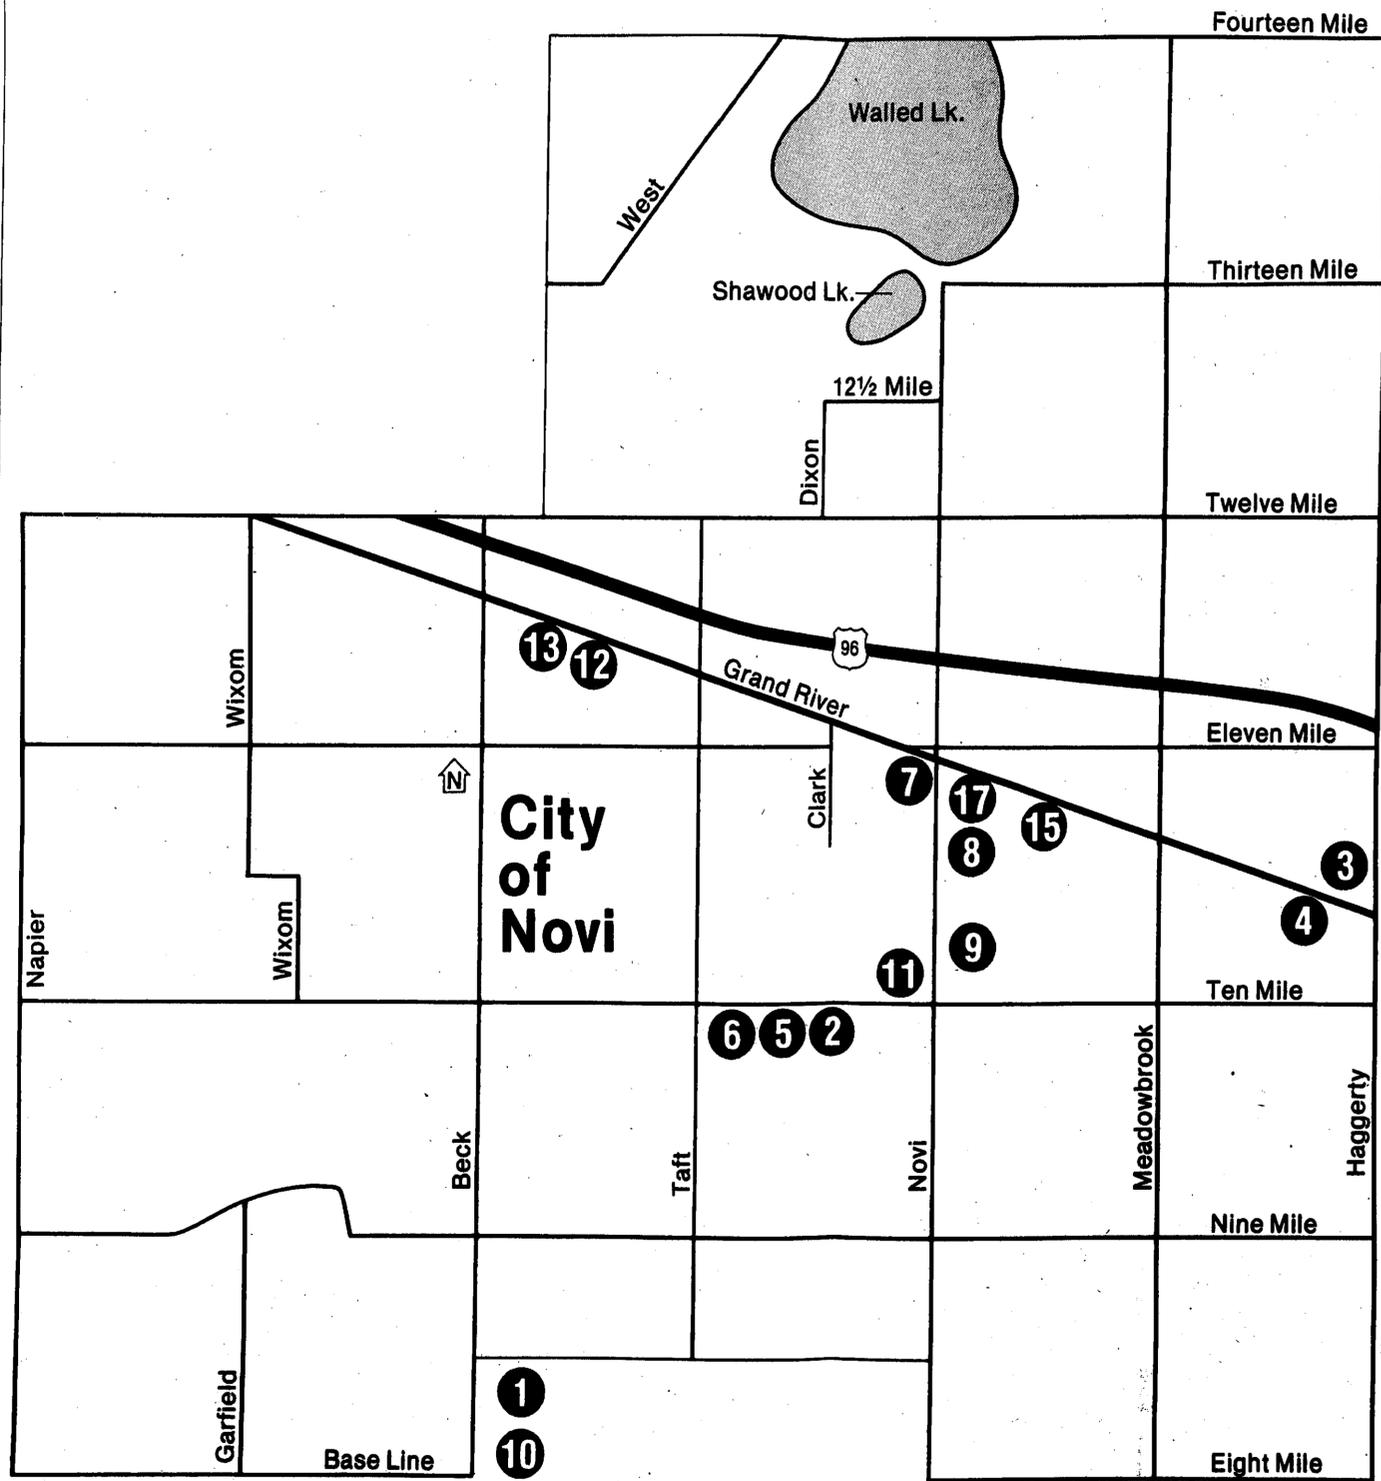 Fourteen Mile
Walled Lk.
West
Thirteen Mile
Shawood Lk.
12½ Mile
Dixon
Twelve Mile
96
13
12
Wixom
Grand River
Eleven Mile
N
7
Clark
17
15
8
3
City
of
Novi
4
Napier
Wixom
9
11
Ten Mile
6 5 2
Meadowbrook
Haggerty
Beck
Taft
Novi
Nine Mile
1
Garfield
10
Base Line
Eight Mile